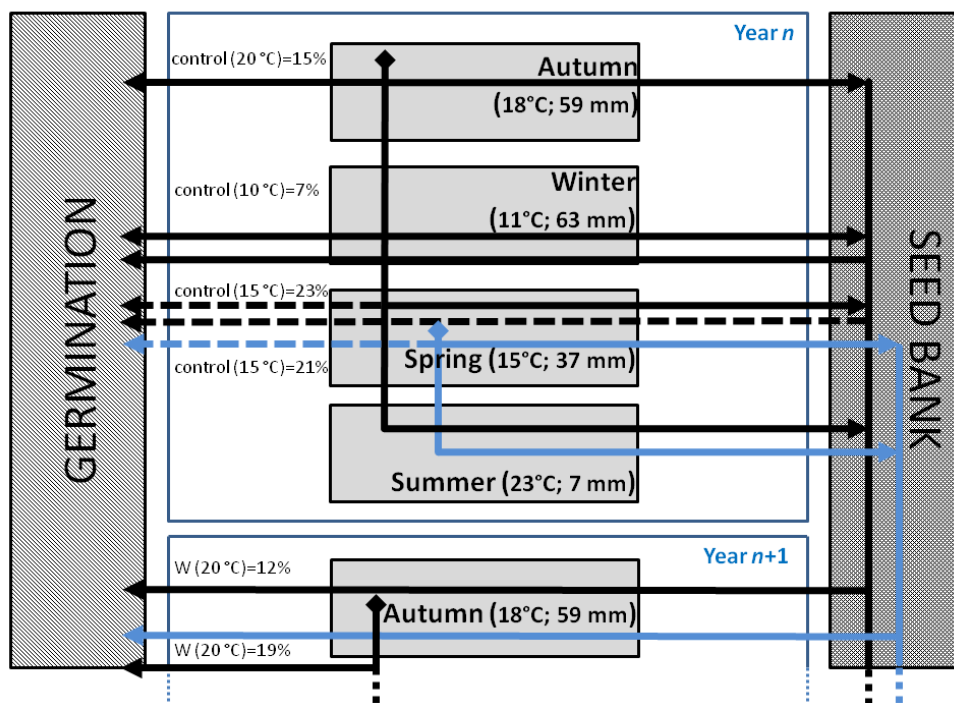 Year n
control (20 °C)=15%
Autumn
(18°C; 59 mm)
Winter
control (10 °C)=7%
(11°C; 63 mm)
GERMINATION
SEED BANK
control (15 °C)=23%
Spring (15°C; 37 mm)
control (15 °C)=21%
Summer (23°C; 7 mm)
Year n+1
W (20 °C)=12%
Autumn (18°C; 59 mm)
W (20 °C)=19%